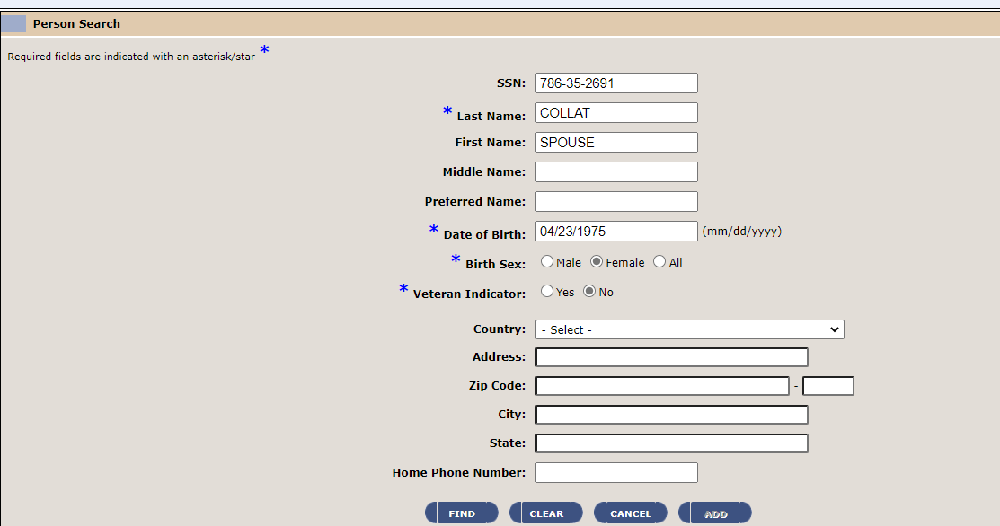 Person Search
Required fields are indicated with an asterisk/star *
SSN: 786-35-2691
* Last Name: COLLAT
First Name: SPOUSE
Middle Name:
Preferred Name:
* Date of Birth: 04/23/1975 (mm/dd/yyyy)
* Birth Sex: Male Female All
* Veteran Indicator: Yes No
Country: - Select -
Address:
Zip Code: -
City:
State:
Home Phone Number:
FIND CLEAR CANCEL ADD